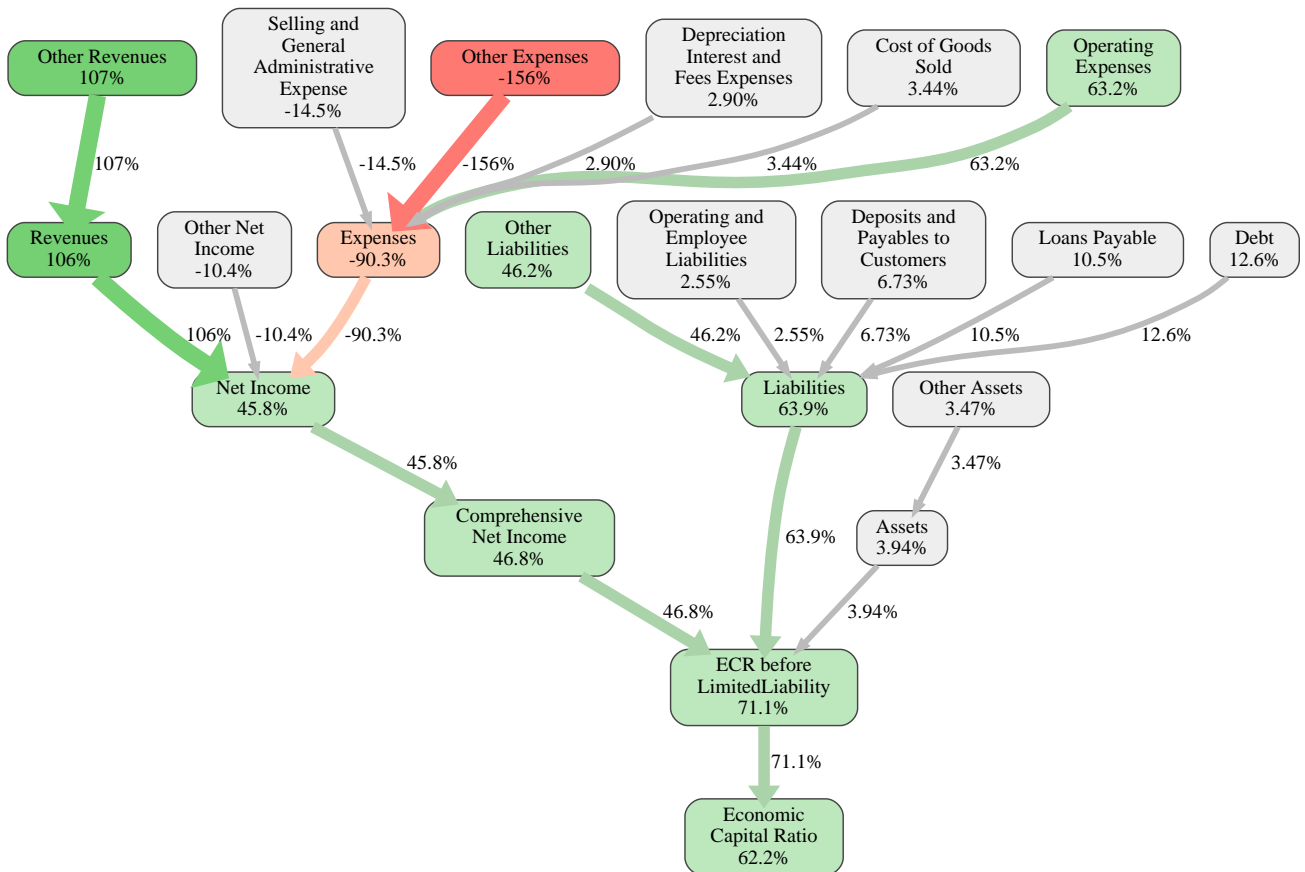 Other Revenues
107%
Selling and
General
Administrative
Expense
-14.5%
Other Expenses
-156%
Depreciation
Interest and
Fees Expenses
2.90%
Cost of Goods
Sold
3.44%
Operating
Expenses
63.2%
107%
-14.5%
-156%
2.90%
3.44%
63.2%
Revenues
106%
Other Net
Income
-10.4%
Expenses
-90.3%
Other
Liabilities
46.2%
Operating and
Employee
Liabilities
2.55%
Deposits and
Payables to
Customers
6.73%
Loans Payable
10.5%
Debt
12.6%
106%
-10.4%
-90.3%
46.2%
2.55%
6.73%
10.5%
12.6%
Net Income
45.8%
Liabilities
63.9%
Other Assets
3.47%
45.8%
3.47%
Comprehensive
Net Income
46.8%
63.9%
Assets
3.94%
46.8%
3.94%
ECR before
LimitedLiability
71.1%
71.1%
Economic
Capital Ratio
62.2%